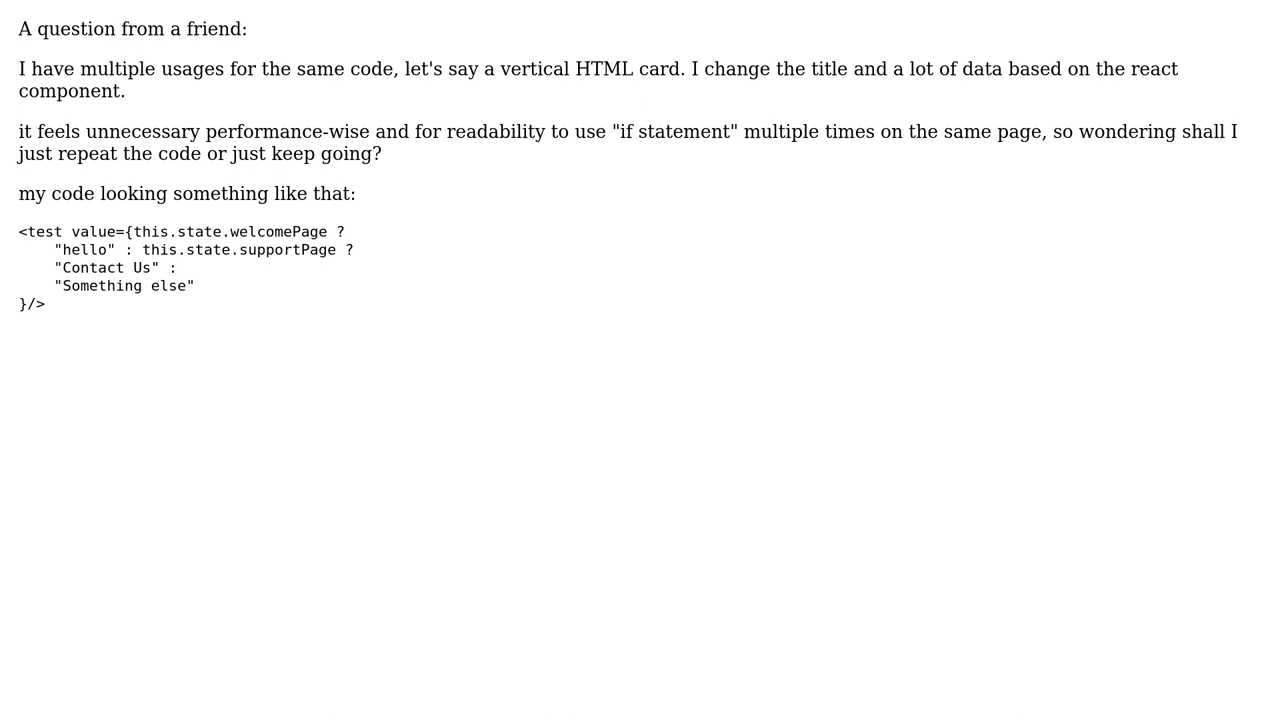 A question from a friend:
I have multiple usages for the same code, let's say a vertical HTML card. I change the title and a lot of data based on the react
component.
it feels unnecessary performance-wise and for readability to use "if statement" multiple times on the same page, so wondering shall I
just repeat the code or just keep going?
my code looking something like that:
<test value={this.state.welcomePage ?
    "hello" : this.state.supportPage ?
    "Contact Us" :
    "Something else"
}/>